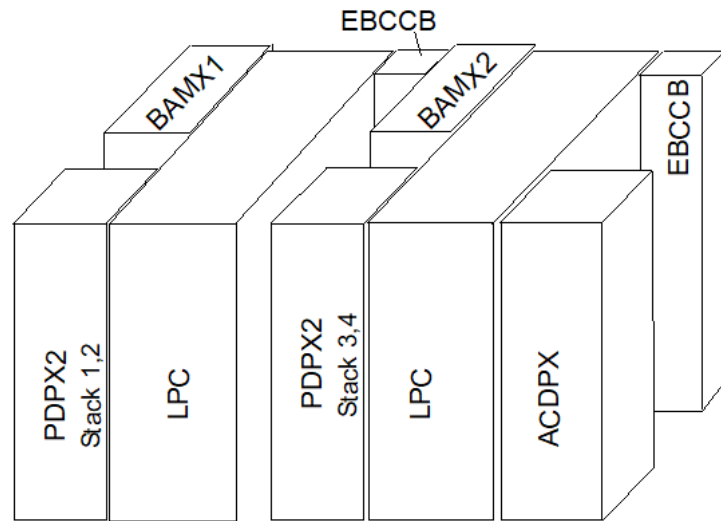 EBCCB
BAMX1
BAMX2
EBCCB
PDPX2
Stack 1,2
LPC
PDPX2
Stack 3,4
LPC
ACDPX